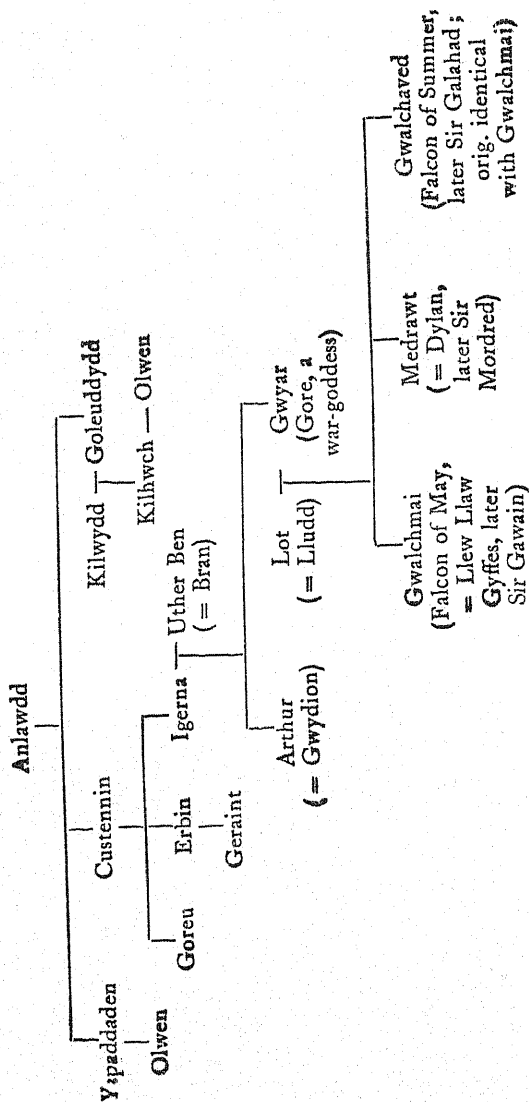 Anlawdd
Yspaddaden
Custennin
Kilwydd — Goleuddydd
Olwen
Kilhwch — Olwen
Goreu
Erbin
Igerna — Uther Ben
(= Bran)
Geraint
Arthur
(= Gwydion)
Lot — Gwyar
(= Lludd)
(Gore, a
war-goddess)
Gwalchmai
(Falcon of May,
= Llew Llaw
Gyffes, later
Sir Gawain)
Medrawt
(= Dylan,
later Sir
Mordred)
Gwalchaved
(Falcon of Summer,
later Sir Galahad;
orig. identical
with Gwalchmai)